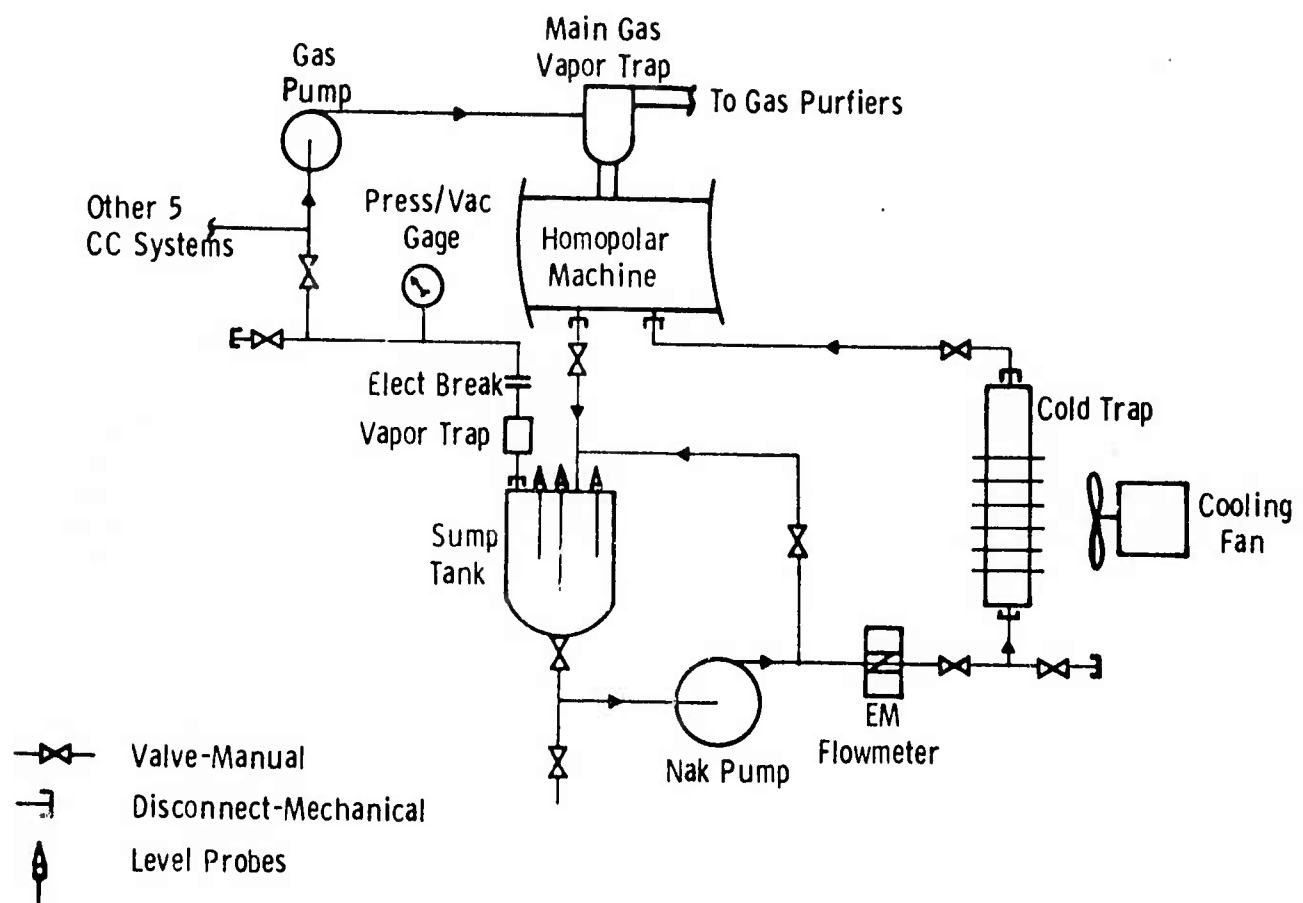 Main Gas
Vapor Trap
Gas
Pump
To Gas Purfiers
Other 5
CC Systems
Press/Vac
Gage
Homopolar
Machine
Elect Break
Vapor Trap
Cold Trap
Cooling
Fan
Sump
Tank
EM
Flowmeter
Nak Pump
Valve-Manual
Disconnect-Mechanical
Level Probes